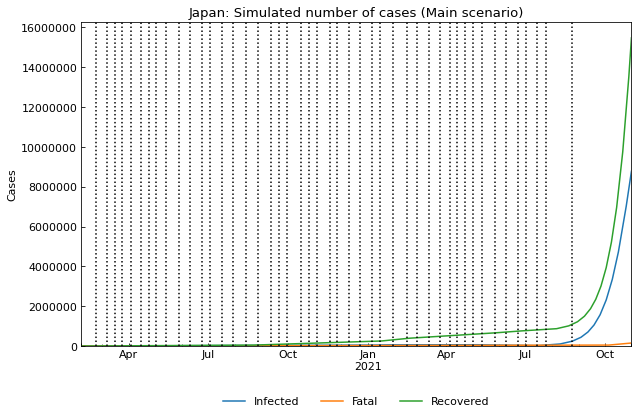 Japan: Simulated number of cases (Main scenario)
16000000
14000000
12000000
10000000
8000000
6000000
4000000
2000000
0
Cases
Apr Jul Oct Jan Apr Jul Oct
2021
Infected Fatal Recovered